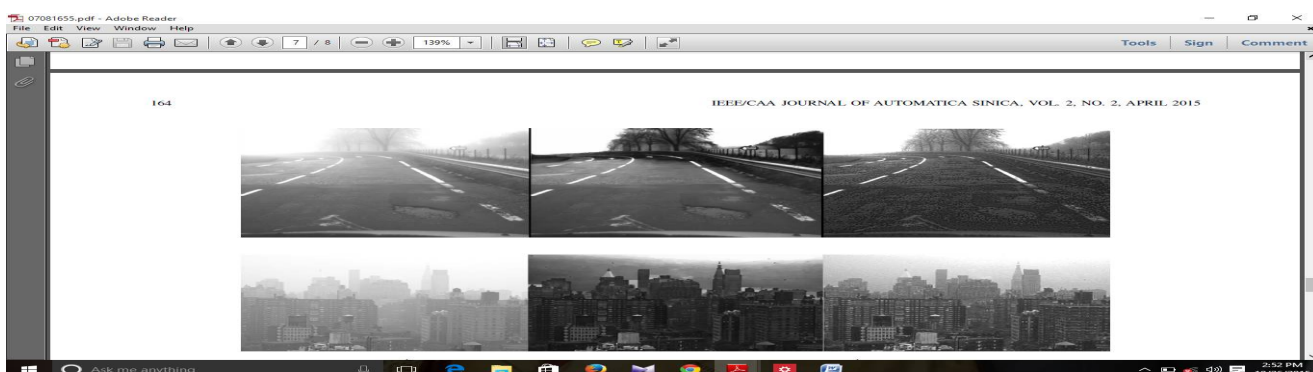 07081655.pdf - Adobe Reader
File Edit View Window Help
7 / 8 139% Tools Sign Comment
164 IEEE/CAA JOURNAL OF AUTOMATICA SINICA, VOL. 2, NO. 2, APRIL 2015
Ask me anything 2:52 PM